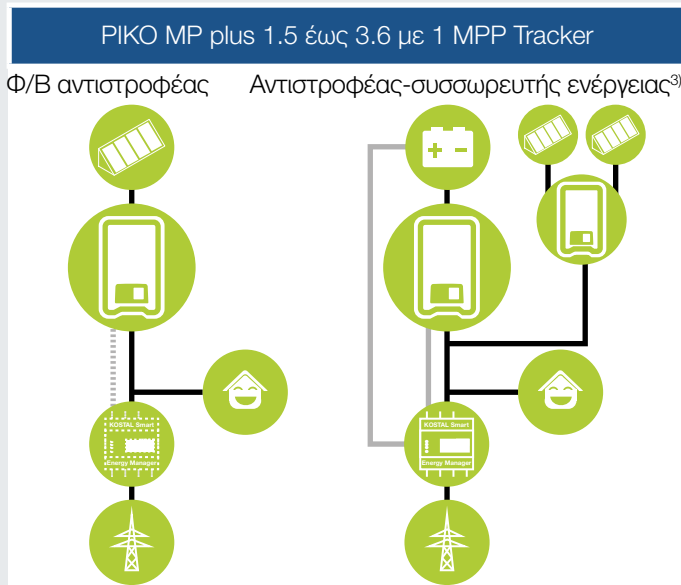 PIKO MP plus 1.5 έως 3.6 με 1 MPP Tracker
Φ/Β αντιστροφέας
Αντιστροφέας-συσσωρευτής ενέργειας³⁾
+ -
KOSTAL Smart
Energy Manager
KOSTAL Smart
Energy Manager